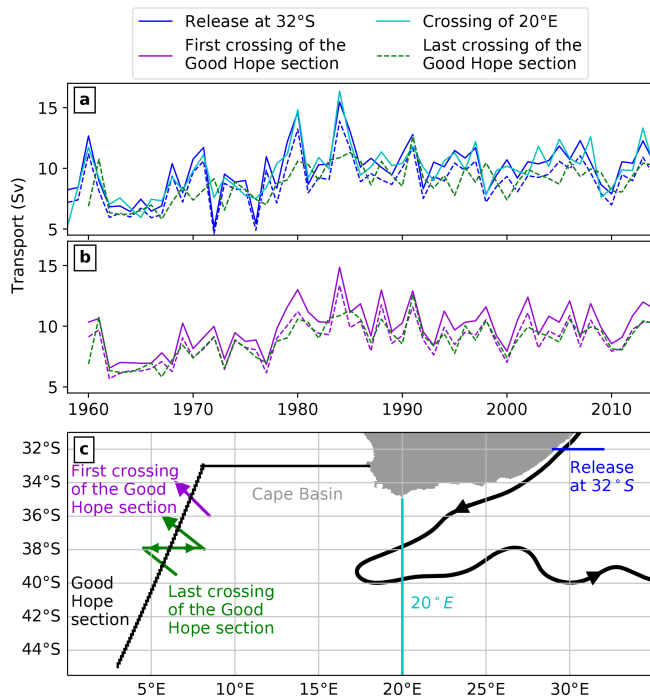 Release at 32°S
Crossing of 20°E
First crossing of the
Good Hope section
Last crossing of the
Good Hope section
Transport (Sv)
a
15
10
5
b
15
10
5
1960
1970
1980
1990
2000
2010
c
32°S
34°S
36°S
38°S
40°S
42°S
44°S
First crossing
of the Good
Hope section
Cape Basin
Release
at 32°S
Good
Hope
section
Last crossing
of the Good
Hope section
20°E
5°E
10°E
15°E
20°E
25°E
30°E